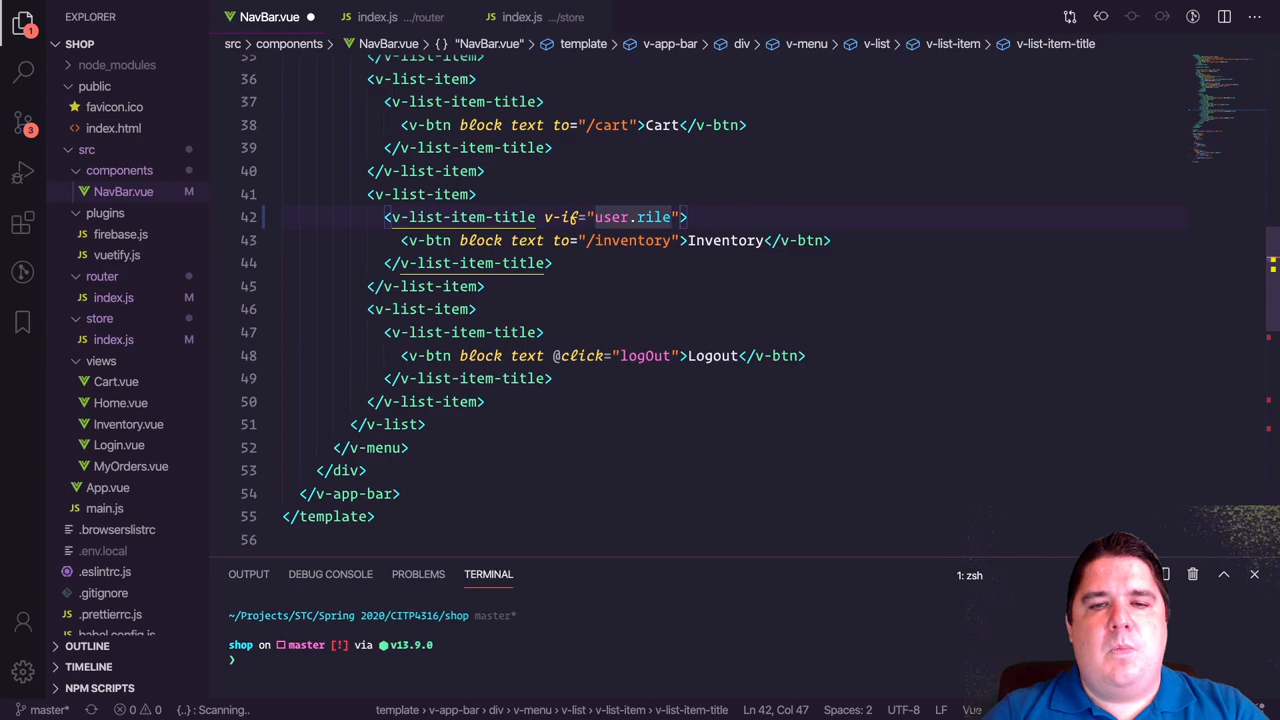 EXPLORER
SHOP
node_modules
public
favicon.ico
index.html
src
components
NavBar.vue M
plugins
firebase.js
vuetify.js
router
index.js M
store
index.js M
views
Cart.vue
Home.vue
Inventory.vue
Login.vue
MyOrders.vue
App.vue
main.js
.browserslistrc
.env.local
.eslintrc.js
.gitignore
.prettierrc.js
babel.config.js
OUTLINE
TIMELINE
NPM SCRIPTS
1
3
NavBar.vue index.js .../router index.js .../store
src > components > NavBar.vue > {} "NavBar.vue" > template > v-app-bar > div > v-menu > v-list > v-list-item > v-list-item-title
35 </v-list-item>
36 <v-list-item>
37 <v-list-item-title>
38 <v-btn block text to="/cart">Cart</v-btn>
39 </v-list-item-title>
40 </v-list-item>
41 <v-list-item>
42 <v-list-item-title v-if="user.rile">
43 <v-btn block text to="/inventory">Inventory</v-btn>
44 </v-list-item-title>
45 </v-list-item>
46 <v-list-item>
47 <v-list-item-title>
48 <v-btn block text @click="logOut">Logout</v-btn>
49 </v-list-item-title>
50 </v-list-item>
51 </v-list>
52 </v-menu>
53 </div>
54 </v-app-bar>
55 </template>
56
OUTPUT DEBUG CONSOLE PROBLEMS TERMINAL 1: zsh
~/Projects/STC/Spring 2020/CITP4316/shop master*
shop on master [!] via v13.9.0
❯
master* 0 0 {..} : Scanning.. template > v-app-bar > div > v-menu > v-list > v-list-item > v-list-item-title Ln 42, Col 47 Spaces: 2 UTF-8 LF